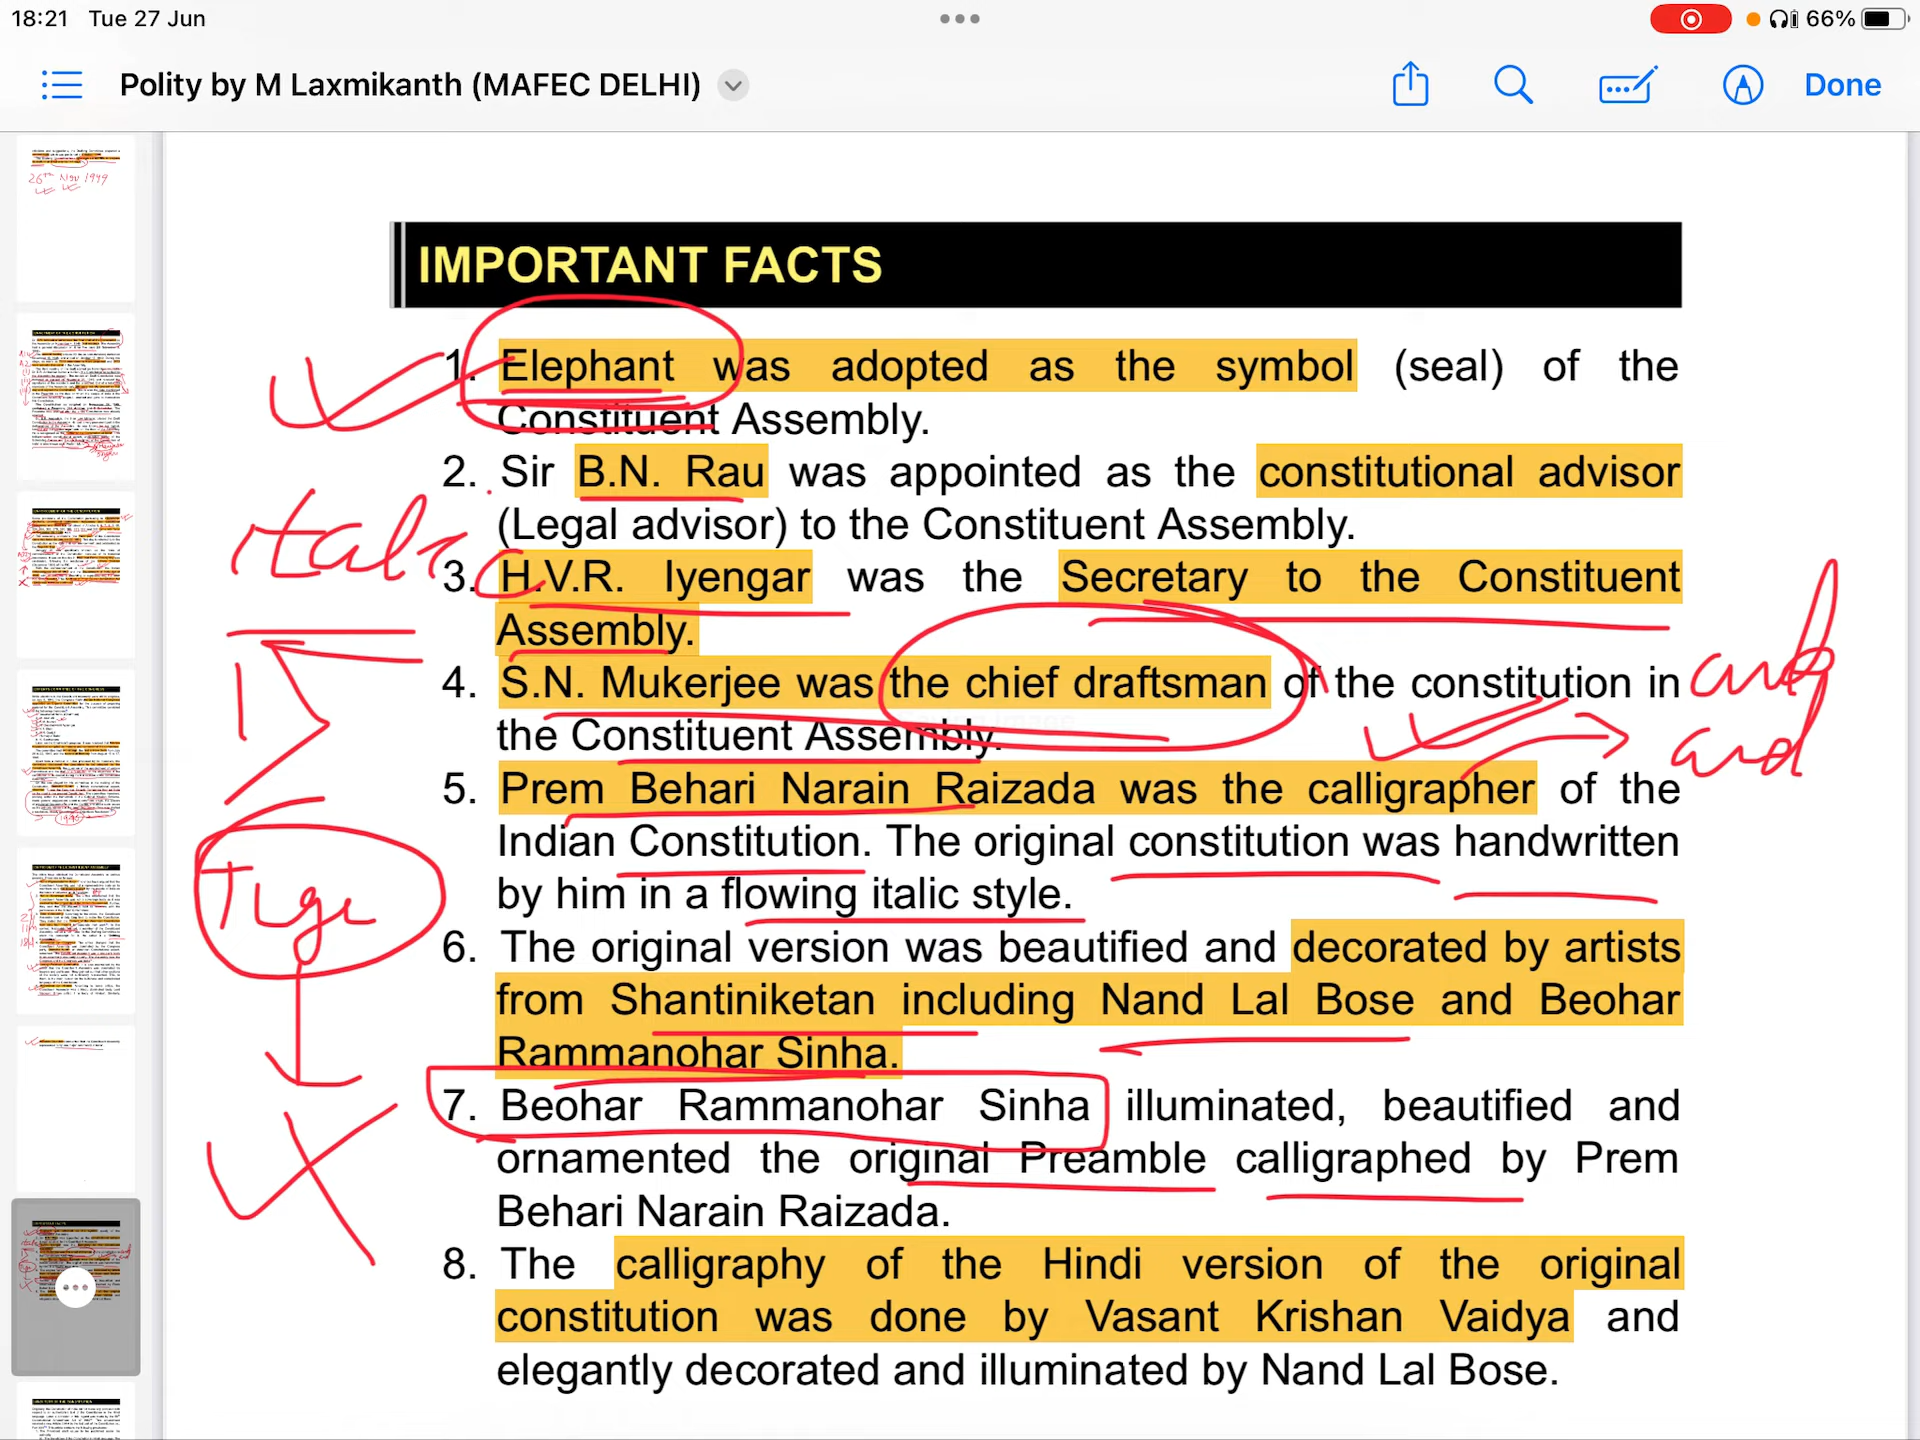 18:21 Tue 27 Jun
66%
Polity by M Laxmikanth (MAFEC DELHI)
Done
26th Nov 1949
IMPORTANT FACTS
1. Elephant was adopted as the symbol (seal) of the
Constituent Assembly.
2. Sir B.N. Rau was appointed as the constitutional advisor
(Legal advisor) to the Constituent Assembly.
3. H.V.R. Iyengar was the Secretary to the Constituent
Assembly.
4. S.N. Mukerjee was the chief draftsman of the constitution in
the Constituent Assembly.
5. Prem Behari Narain Raizada was the calligrapher of the
Indian Constitution. The original constitution was handwritten
by him in a flowing italic style.
6. The original version was beautified and decorated by artists
from Shantiniketan including Nand Lal Bose and Beohar
Rammanohar Sinha.
7. Beohar Rammanohar Sinha illuminated, beautified and
ornamented the original Preamble calligraphed by Prem
Behari Narain Raizada.
8. The calligraphy of the Hindi version of the original
constitution was done by Vasant Krishan Vaidya and
elegantly decorated and illuminated by Nand Lal Bose.